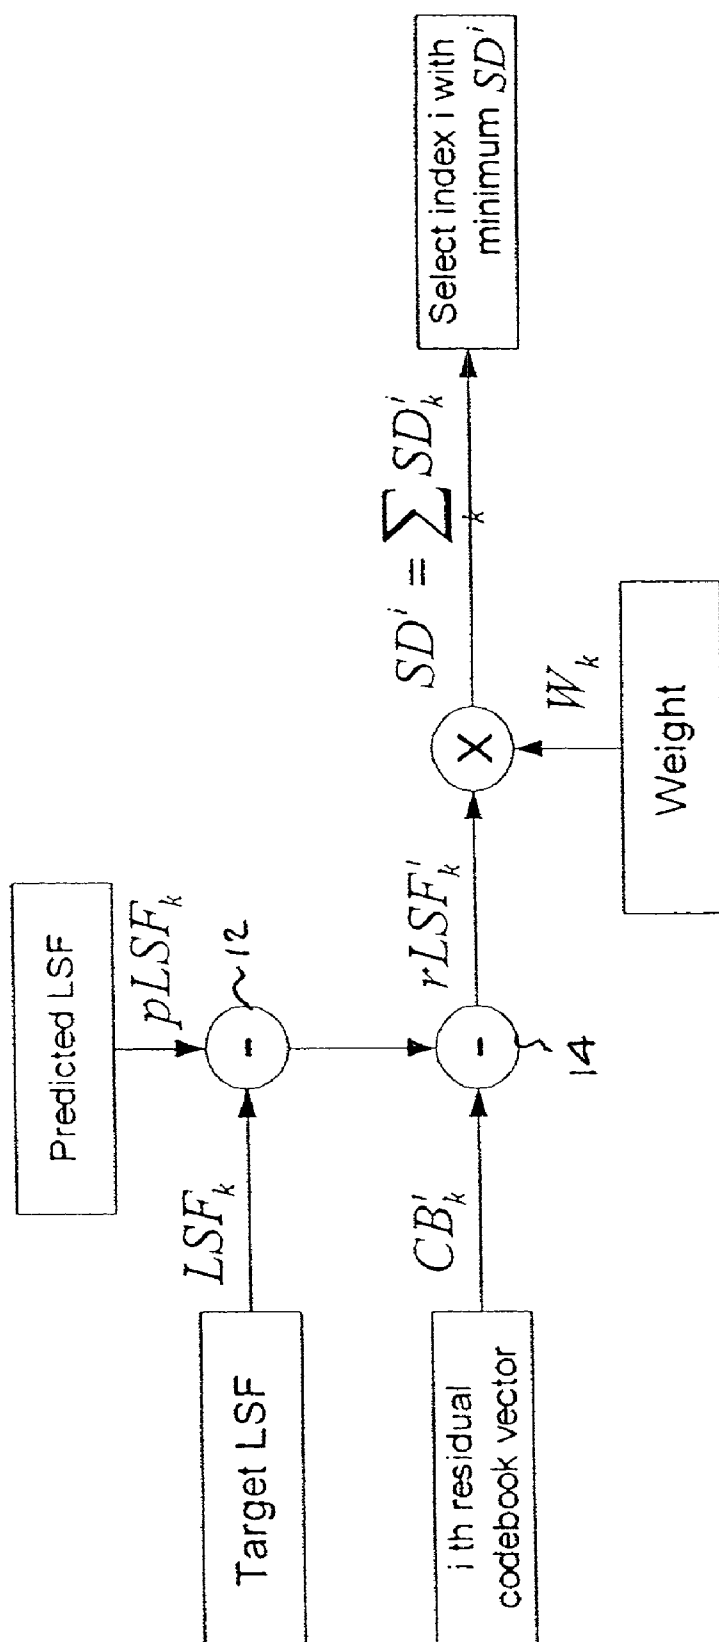 Predicted LSF
pLSF_k
Target LSF
LSF_k
-
12
i th residual
codebook vector
CB^i_k
-
14
rLSF^i_k
X
Weight
W_k
SD^i = ∑_k SD^i_k
Select index i with
minimum SD^i